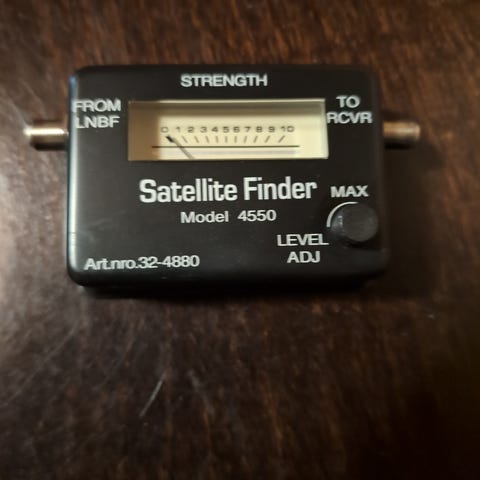 STRENGTH
FROM
LNBF
TO
RCVR
0 1 2 3 4 5 6 7 8 9 10
Satellite Finder
Model 4550
MAX
LEVEL
ADJ
Art.nro.32-4880